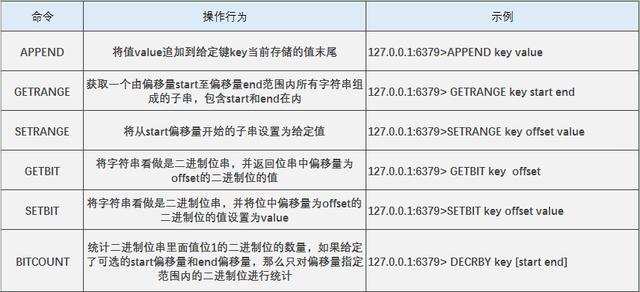 命令 操作行为 示例
APPEND 将值value追加到给定键key当前存储的值末尾 127.0.0.1:6379>APPEND key value
获取一个由偏移量start至偏移量end范围内所有字符串组
GETRANGE 成的子串，包含start和end在内 127.0.0.1:6379> GETRANGE key start end
SETRANGE 将从start偏移量开始的子串设置为给定值 127.0.0.1:6379>SETRANGE key offset value
将字符串看做是二进制位串，并返回位串中偏移量为
GETBIT offset的二进制位的值 127.0.0.1:6379> GETBIT key offset
将字符串看做是二进制位串，并将位中偏移量为offset的
SETBIT 二进制位的值设置为value 127.0.0.1:6379>SETBIT key offset value
统计二进制位串里面值位1的二进制位的数量，如果给定
BITCOUNT 了可选的start偏移量和end偏移量，那么只对偏移量指定 127.0.0.1:6379> DECRBY key [start end]
范围内的二进制位进行统计